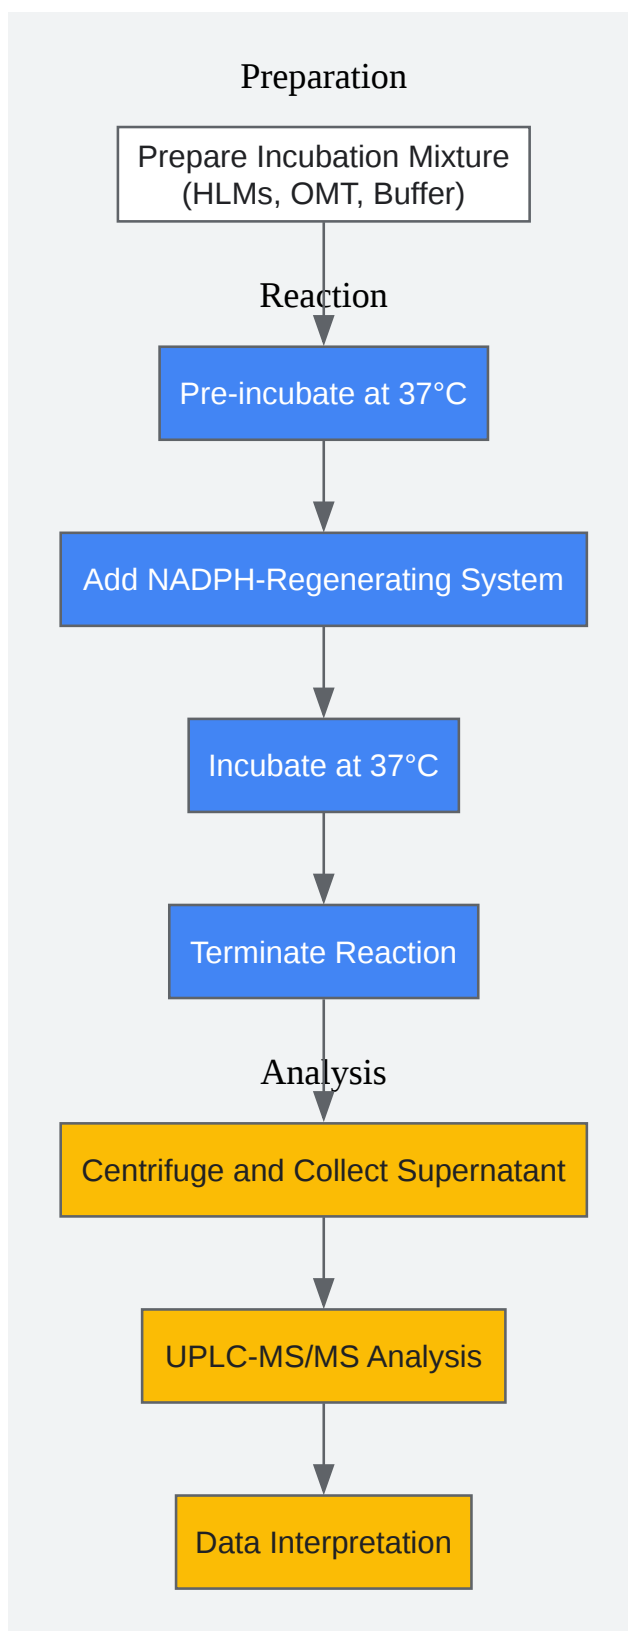 Preparation
Prepare Incubation Mixture
(HLMs, OMT, Buffer)
Reaction
Pre-incubate at 37°C
Add NADPH-Regenerating System
Incubate at 37°C
Terminate Reaction
Analysis
Centrifuge and Collect Supernatant
UPLC-MS/MS Analysis
Data Interpretation